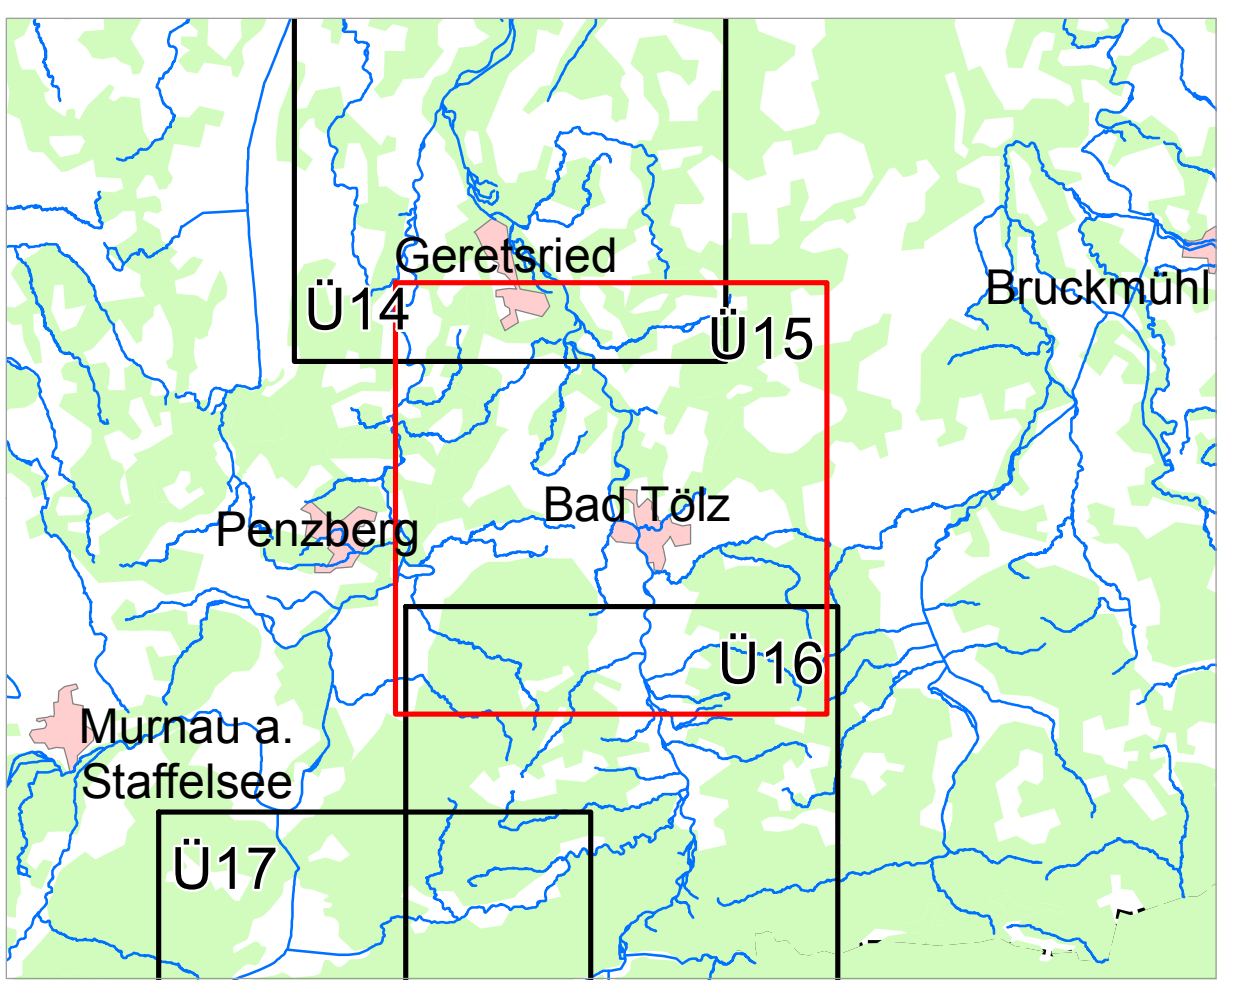 Geretsried
Bruckmühl
Ü14
Ü15
Bad Tölz
Penzberg
Ü16
Murnau a.
Staffelsee
Ü17